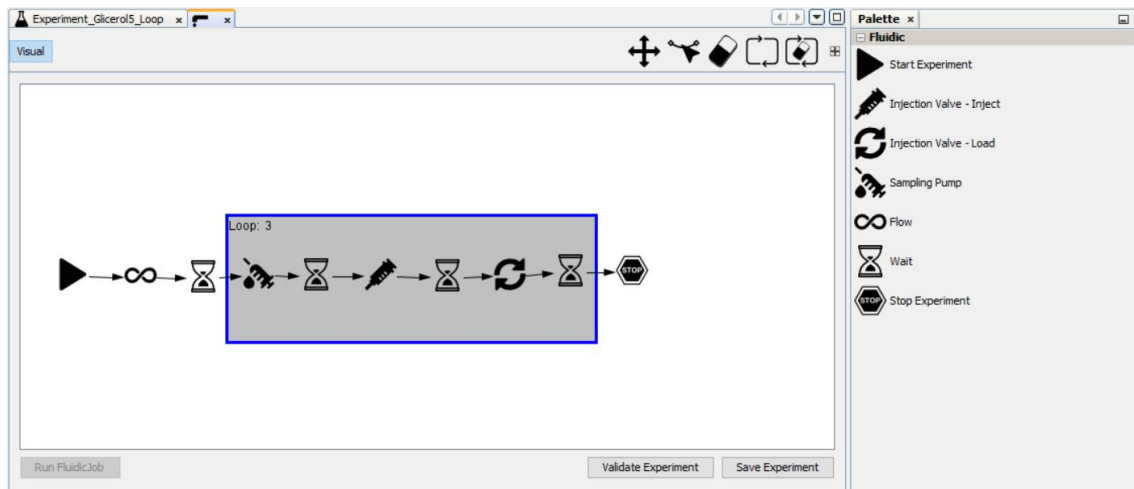 Experiment_Glicerol5_Loop
Visual
Loop: 3
STOP
Run FluidicJob
Validate Experiment
Save Experiment
Palette
Fluidic
Start Experiment
Injection Valve - Inject
Injection Valve - Load
Sampling Pump
Flow
Wait
STOP
Stop Experiment